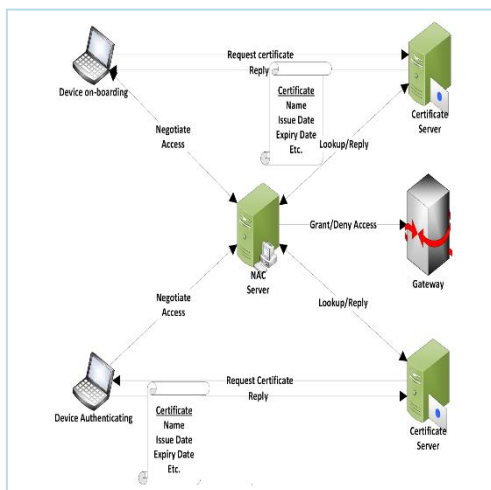 Request certificate
Reply
Device on-boarding
Certificate
Name
Issue Date
Expiry Date
Etc.
Certificate
Server
Negotiate
Access
Lookup/Reply
Grant/Deny Access
NAC
Server
Gateway
Negotiate
Access
Lookup/Reply
Request Certificate
Reply
Device Authenticating
Certificate
Name
Issue Date
Expiry Date
Etc.
Certificate
Server